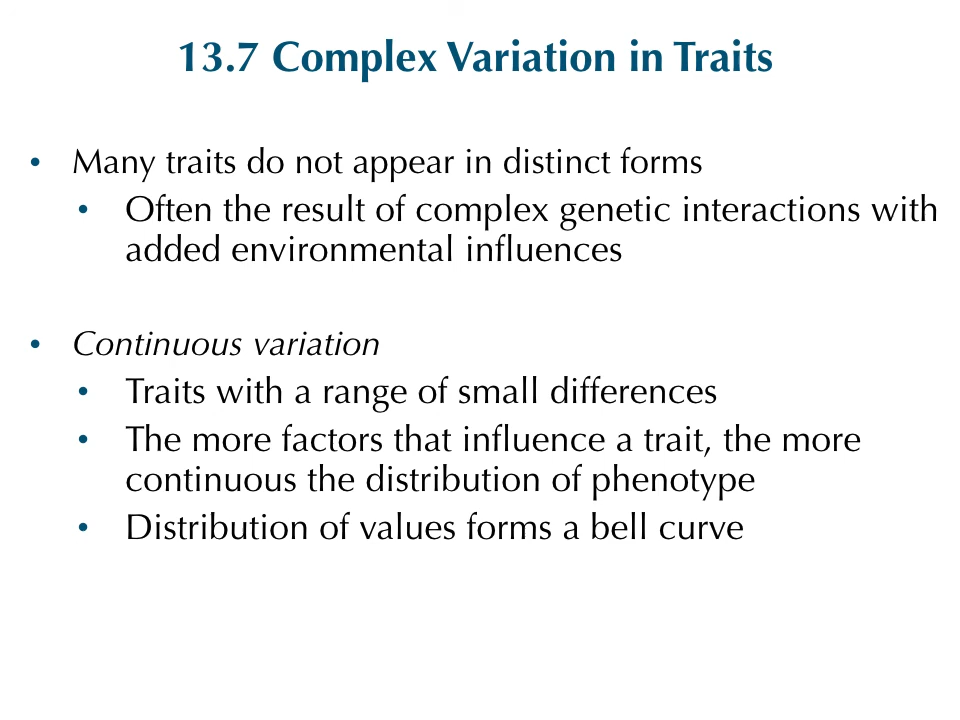 13.7 Complex Variation in Traits
• Many traits do not appear in distinct forms
• Often the result of complex genetic interactions with
added environmental influences
• Continuous variation
• Traits with a range of small differences
• The more factors that influence a trait, the more
continuous the distribution of phenotype
• Distribution of values forms a bell curve